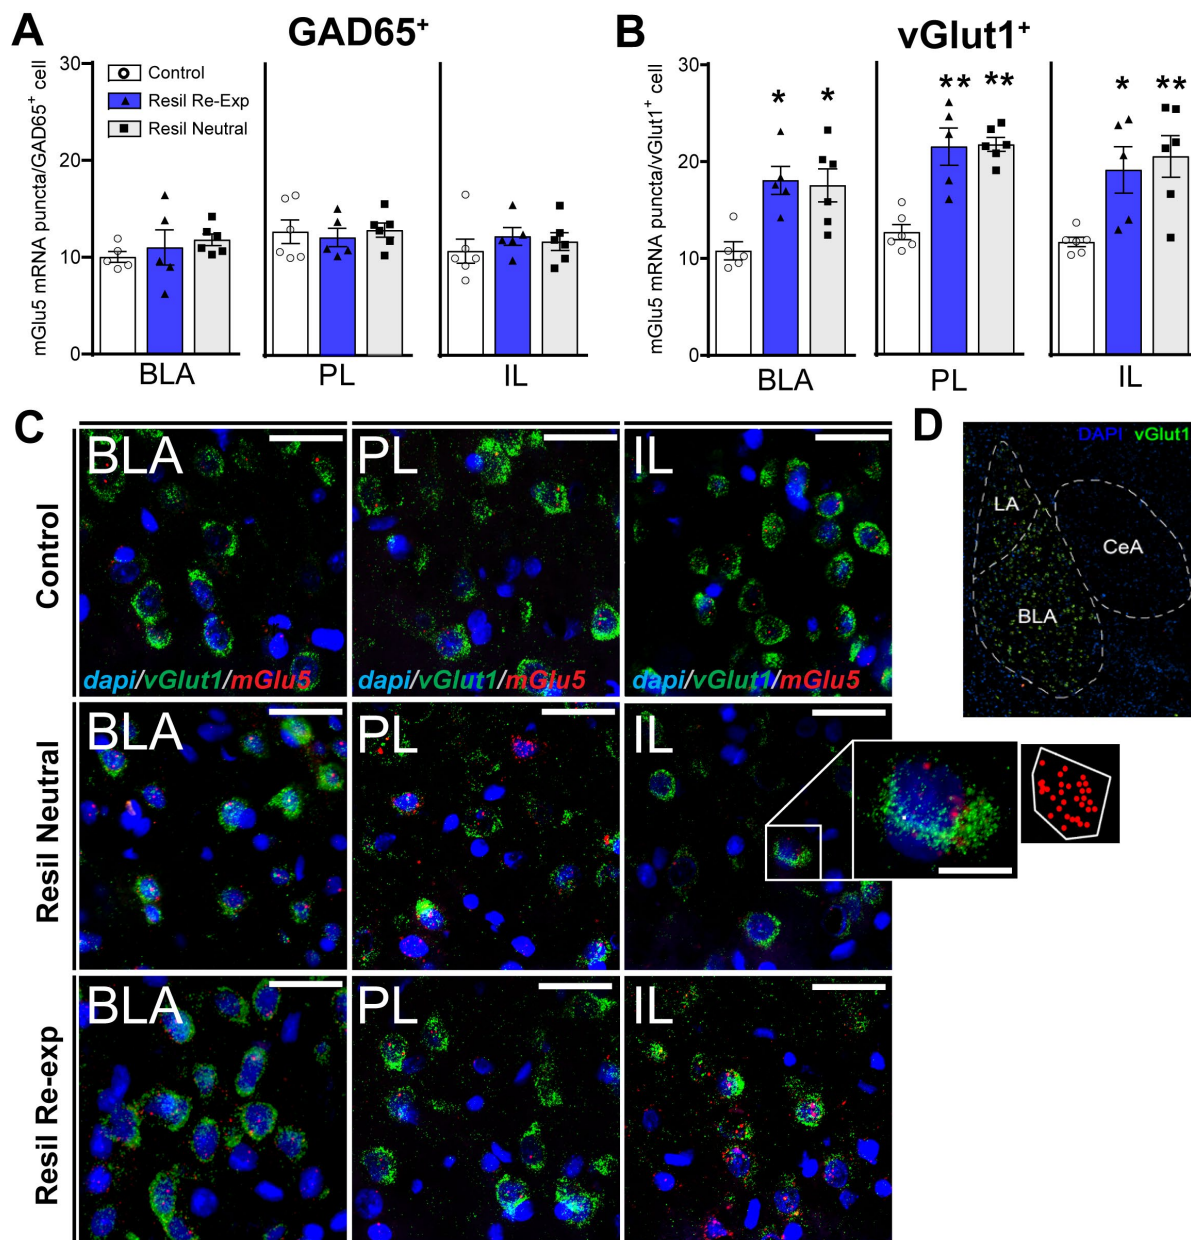 A
GAD65+
mGlu5 mRNA puncta/GAD65+ cell
30
20
10
0
Control
Resil Re-Exp
Resil Neutral
BLA
PL
IL
B
vGlut1+
mGlu5 mRNA puncta/vGlut1+ cell
30
20
10
0
* *
** **
* **
BLA
PL
IL
C
Control
BLA
dapi/vGlut1/mGlu5
PL
dapi/vGlut1/mGlu5
IL
dapi/vGlut1/mGlu5
Resil Neutral
BLA
PL
IL
Resil Re-exp
BLA
PL
IL
D
DAPI vGlut1
LA
CeA
BLA